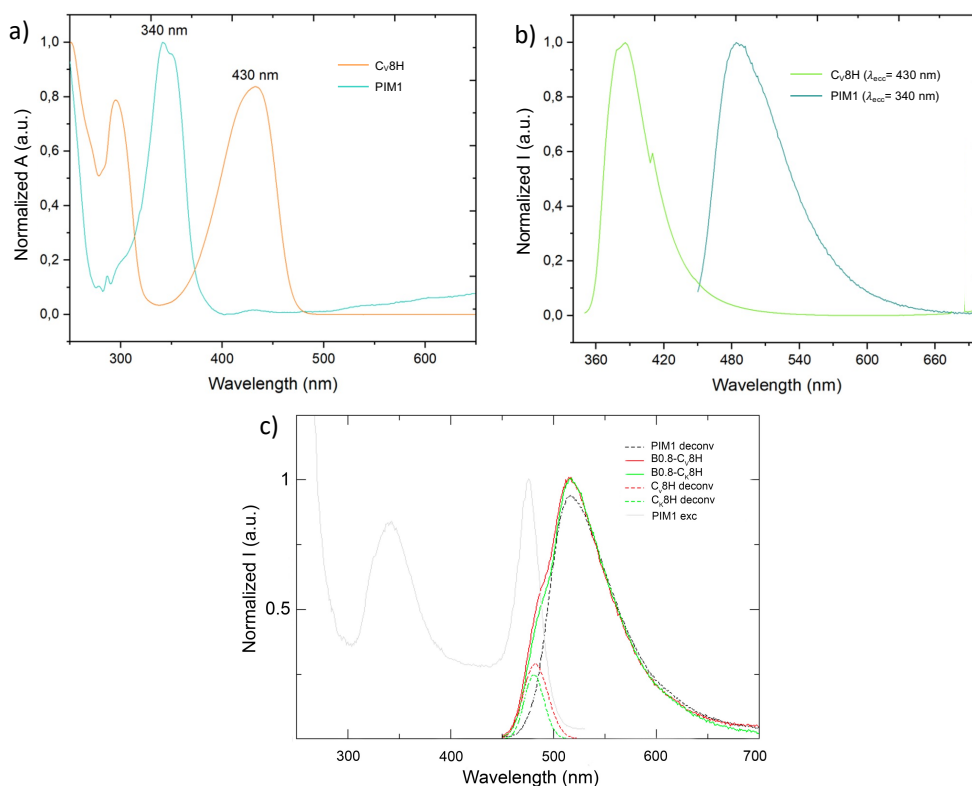 a)
340 nm
430 nm
Cᵥ8H
PIM1
Normalized A (a.u.)
1,0
0,8
0,6
0,4
0,2
0,0
300
400
500
600
Wavelength (nm)
b)
Cᵥ8H (λecc= 430 nm)
PIM1 (λecc= 340 nm)
Normalized I (a.u.)
1,0
0,8
0,6
0,4
0,2
0,0
360
420
480
540
600
660
Wavelength (nm)
c)
PIM1 deconv
B0.8-Cᵥ8H
B0.8-Cₖ8H
Cᵥ8H deconv
Cₖ8H deconv
PIM1 exc
Normalized I (a.u.)
1
0.5
300
400
500
600
700
Wavelength (nm)